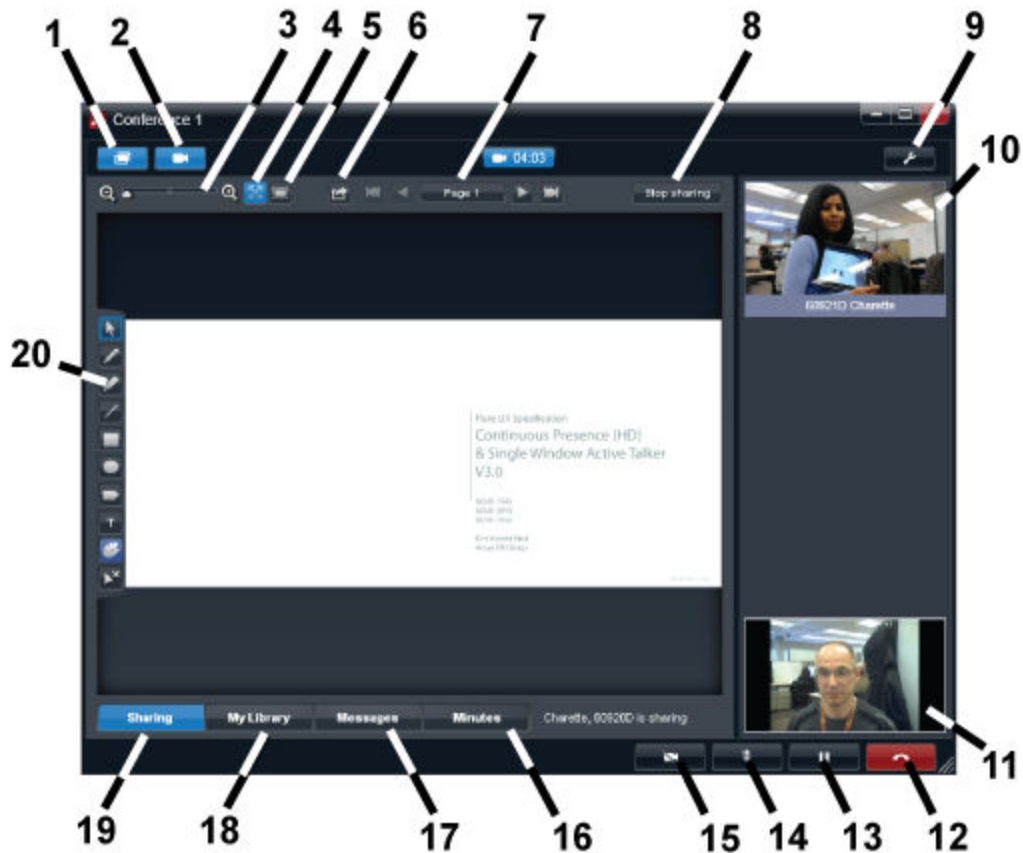 1 2 3 4 5 6 7 8 9
Conference 1
04:03
10
Page 1
Stop sharing
60921D Charette
20
Pure UX Specification
Continuous Presence (HD)
& Single Window Active Talker
V3.0
T
Sharing My Library Messages Minutes Charette, 60920D is sharing
11
19 18 17 16 15 14 13 12